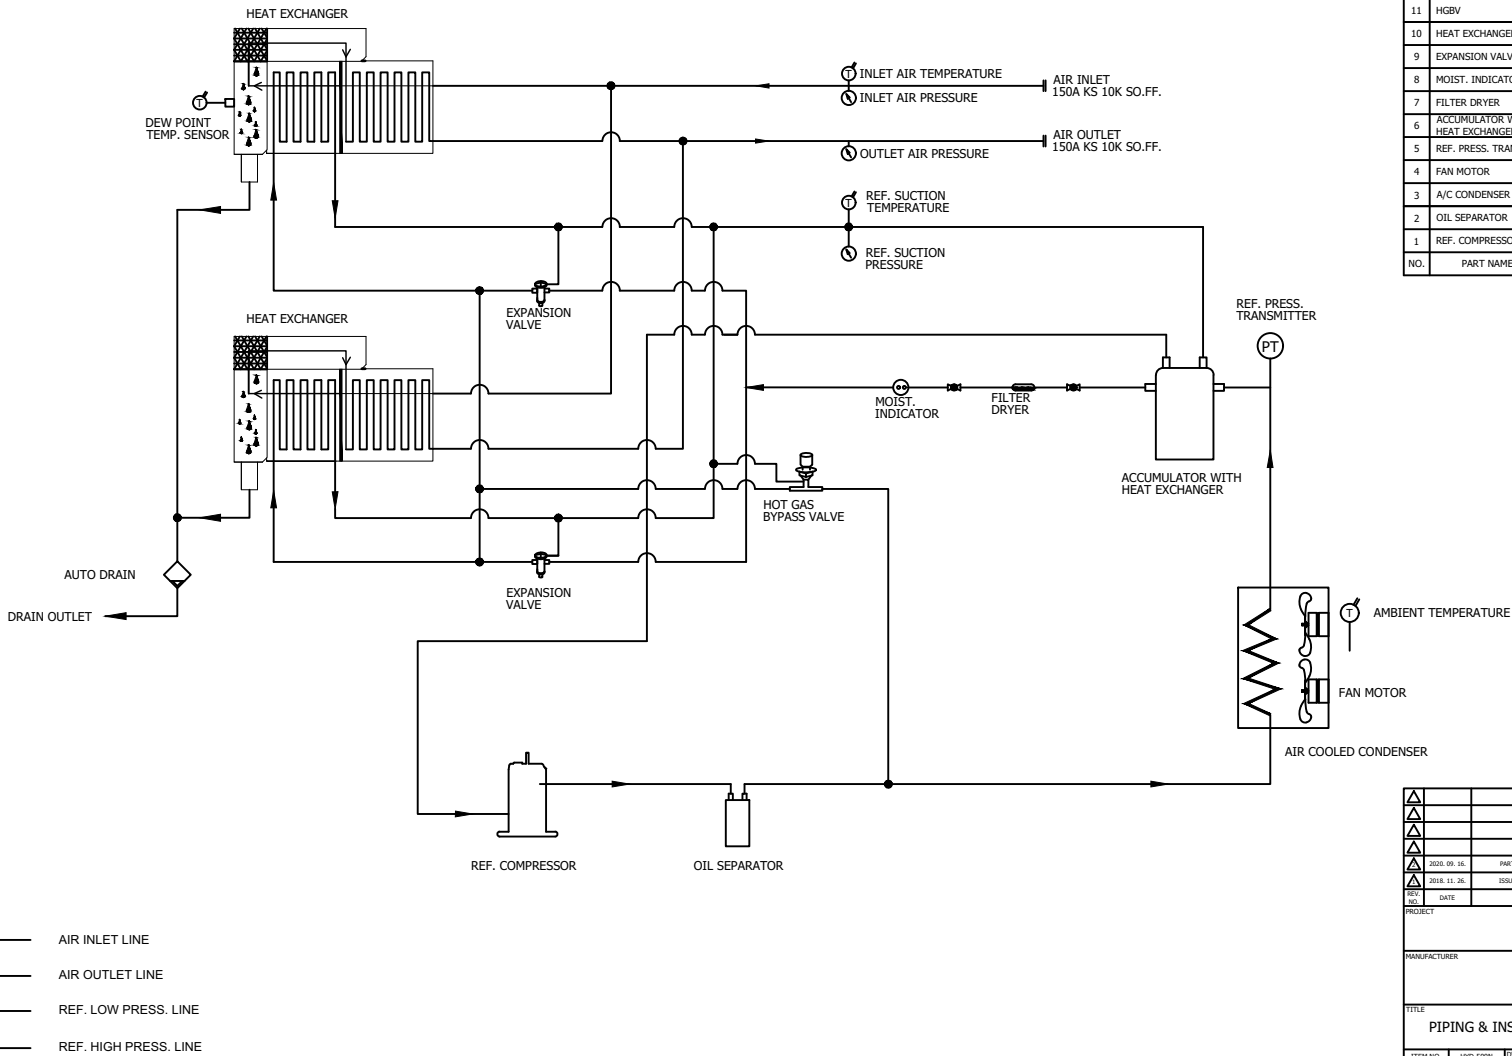 HEAT EXCHANGER
T
DEW POINT
TEMP. SENSOR
T
INLET AIR TEMPERATURE
INLET AIR PRESSURE
AIR INLET
150A KS 10K SO.FF.
AIR OUTLET
150A KS 10K SO.FF.
OUTLET AIR PRESSURE
T
REF. SUCTION
TEMPERATURE
REF. SUCTION
PRESSURE
EXPANSION
VALVE
HEAT EXCHANGER
REF. PRESS.
TRANSMITTER
PT
MOIST.
INDICATOR
FILTER
DRYER
ACCUMULATOR WITH
HEAT EXCHANGER
HOT GAS
BYPASS VALVE
EXPANSION
VALVE
AUTO DRAIN
DRAIN OUTLET
T
AMBIENT TEMPERATURE
FAN MOTOR
AIR COOLED CONDENSER
REF. COMPRESSOR
OIL SEPARATOR
AIR INLET LINE
AIR OUTLET LINE
REF. LOW PRESS. LINE
REF. HIGH PRESS. LINE
11 HGBV
10 HEAT EXCHANGE
9 EXPANSION VALV
8 MOIST. INDICATO
7 FILTER DRYER
6 ACCUMULATOR W
HEAT EXCHANGE
5 REF. PRESS. TRAN
4 FAN MOTOR
3 A/C CONDENSER
2 OIL SEPARATOR
1 REF. COMPRESSO
NO. PART NAME
2020. 09. 16. PAR
2018. 11. 26. ISSU
REV. NO. DATE
PROJECT
MANUFACTURER
TITLE
PIPING & INS